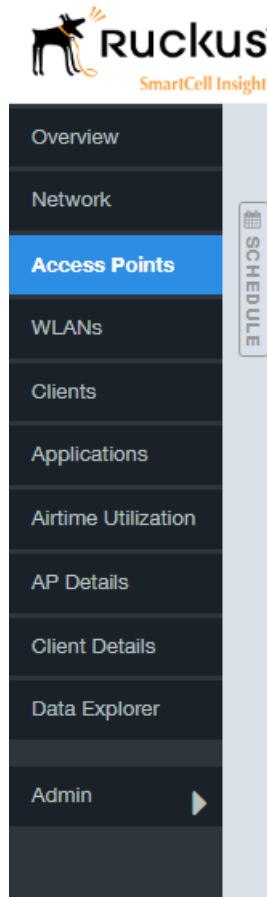 Ruckus
SmartCell Insight
Overview
Network
Access Points
SCHEDULE
WLANs
Clients
Applications
Airtime Utilization
AP Details
Client Details
Data Explorer
Admin